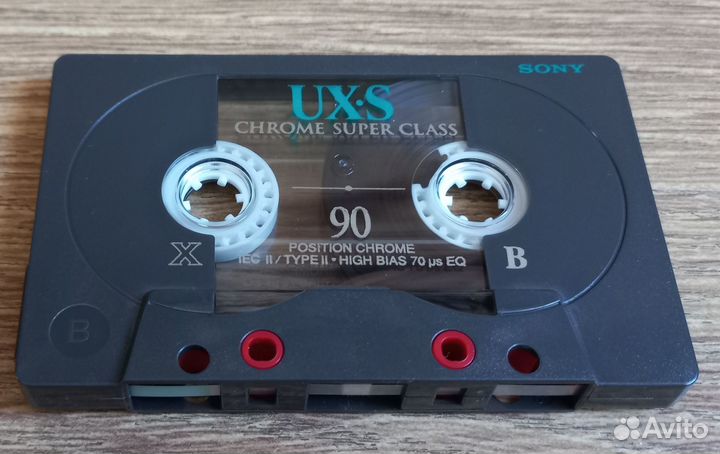 SONY
UX·S
CHROME SUPER CLASS
90
POSITION CHROME
IEC II / TYPE II • HIGH BIAS 70 µs EQ
X
B
B
Avito